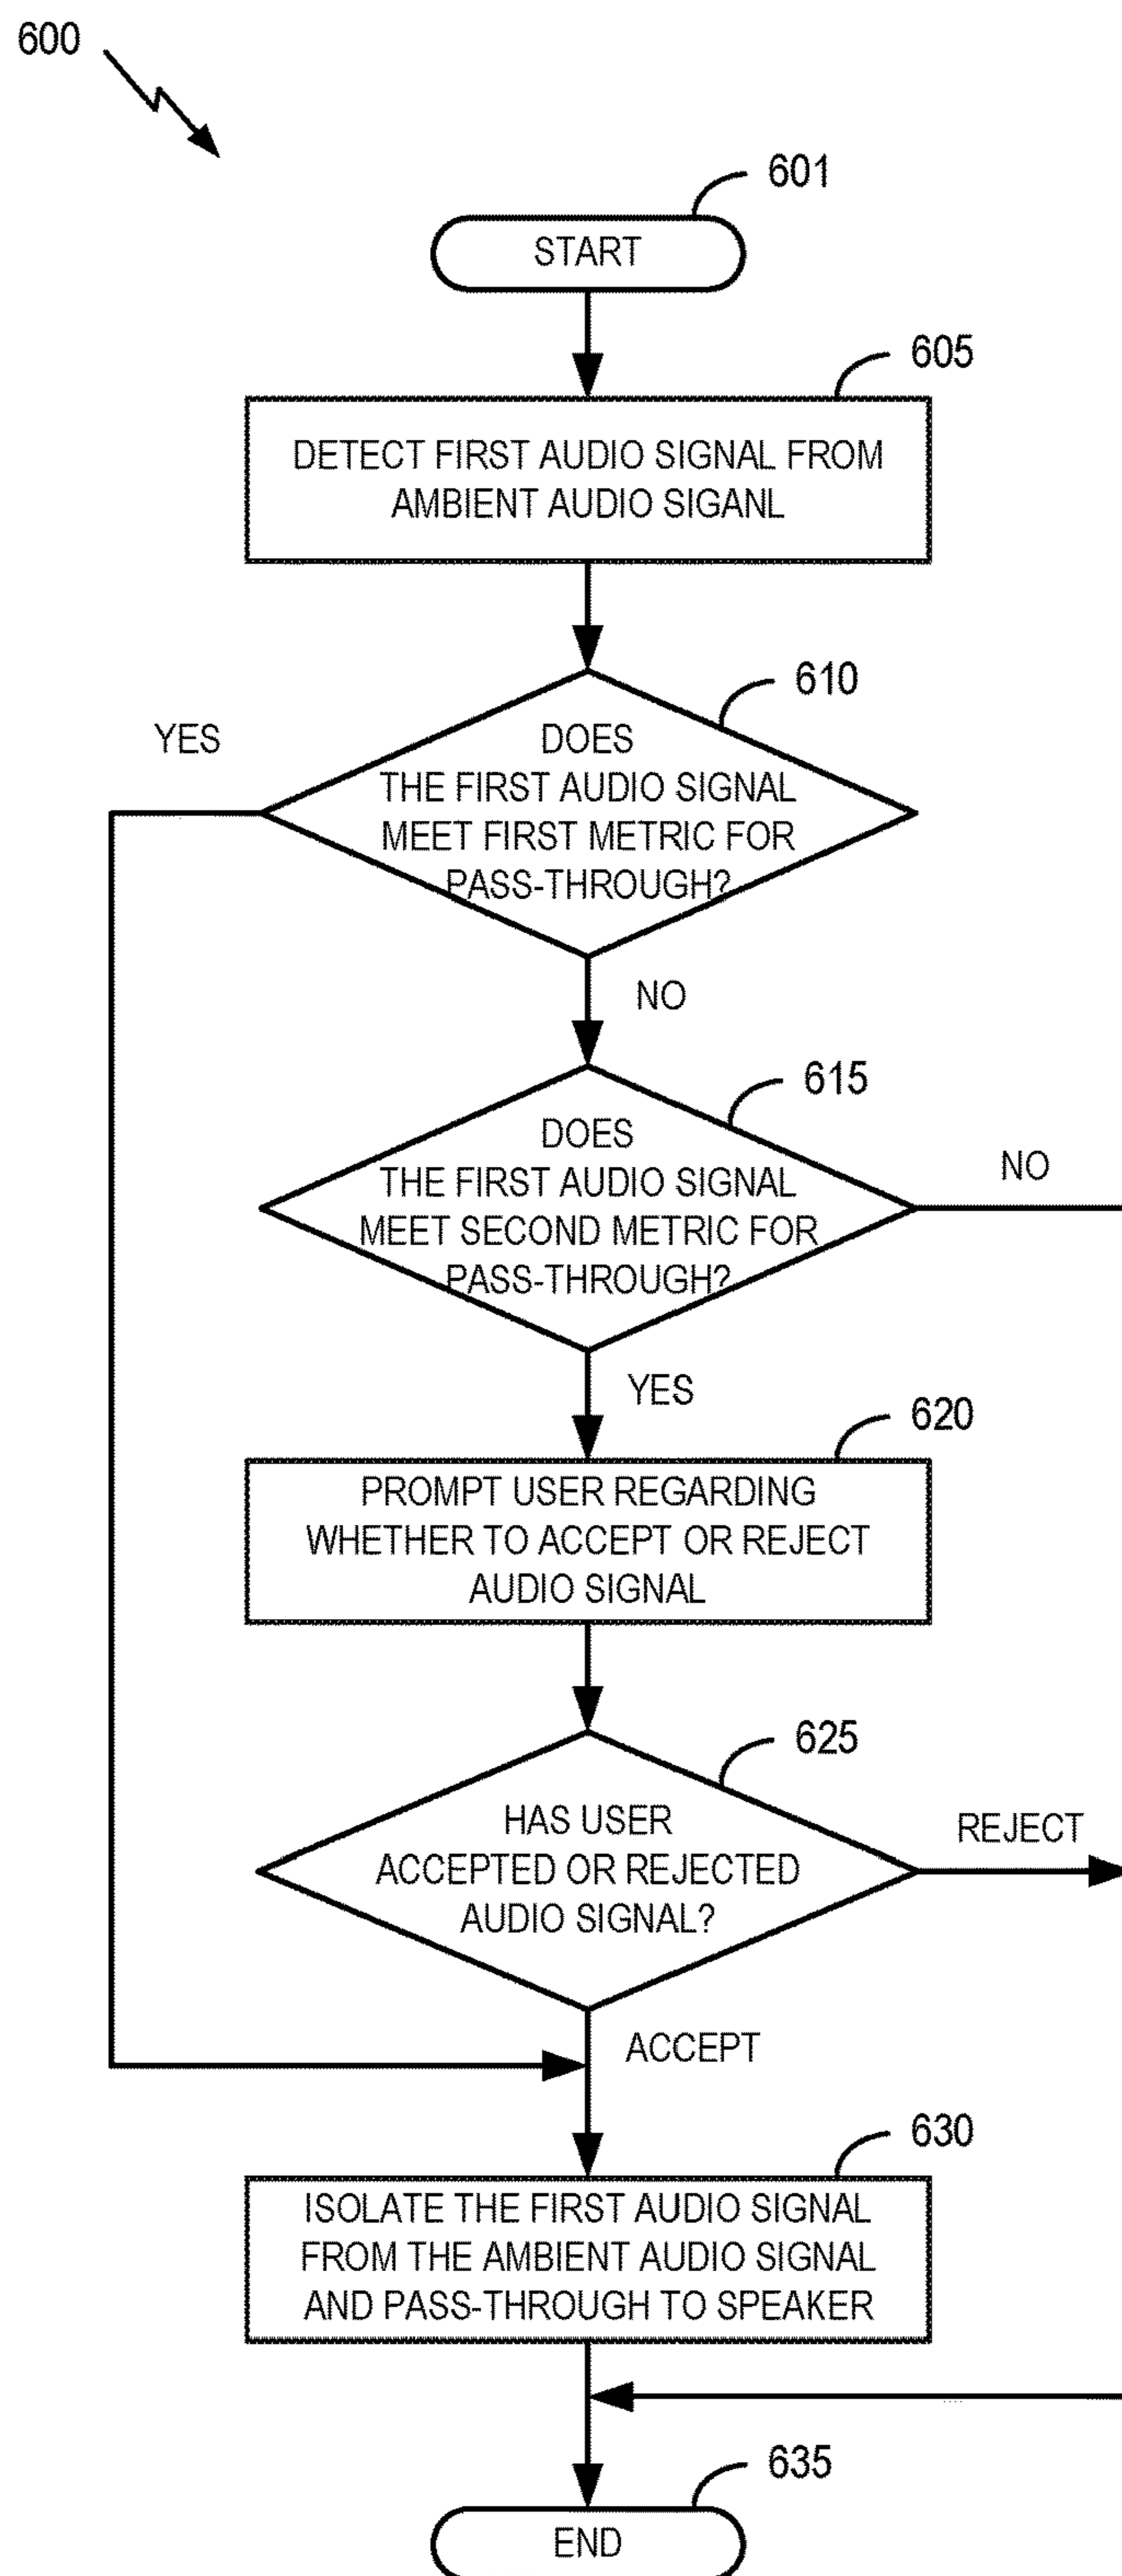 600
601
START
605
DETECT FIRST AUDIO SIGNAL FROM
AMBIENT AUDIO SIGANL
610
YES
DOES
THE FIRST AUDIO SIGNAL
MEET FIRST METRIC FOR
PASS-THROUGH?
NO
615
DOES
THE FIRST AUDIO SIGNAL
MEET SECOND METRIC FOR
PASS-THROUGH?
NO
YES
620
PROMPT USER REGARDING
WHETHER TO ACCEPT OR REJECT
AUDIO SIGNAL
625
HAS USER
ACCEPTED OR REJECTED
AUDIO SIGNAL?
REJECT
ACCEPT
630
ISOLATE THE FIRST AUDIO SIGNAL
FROM THE AMBIENT AUDIO SIGNAL
AND PASS-THROUGH TO SPEAKER
635
END